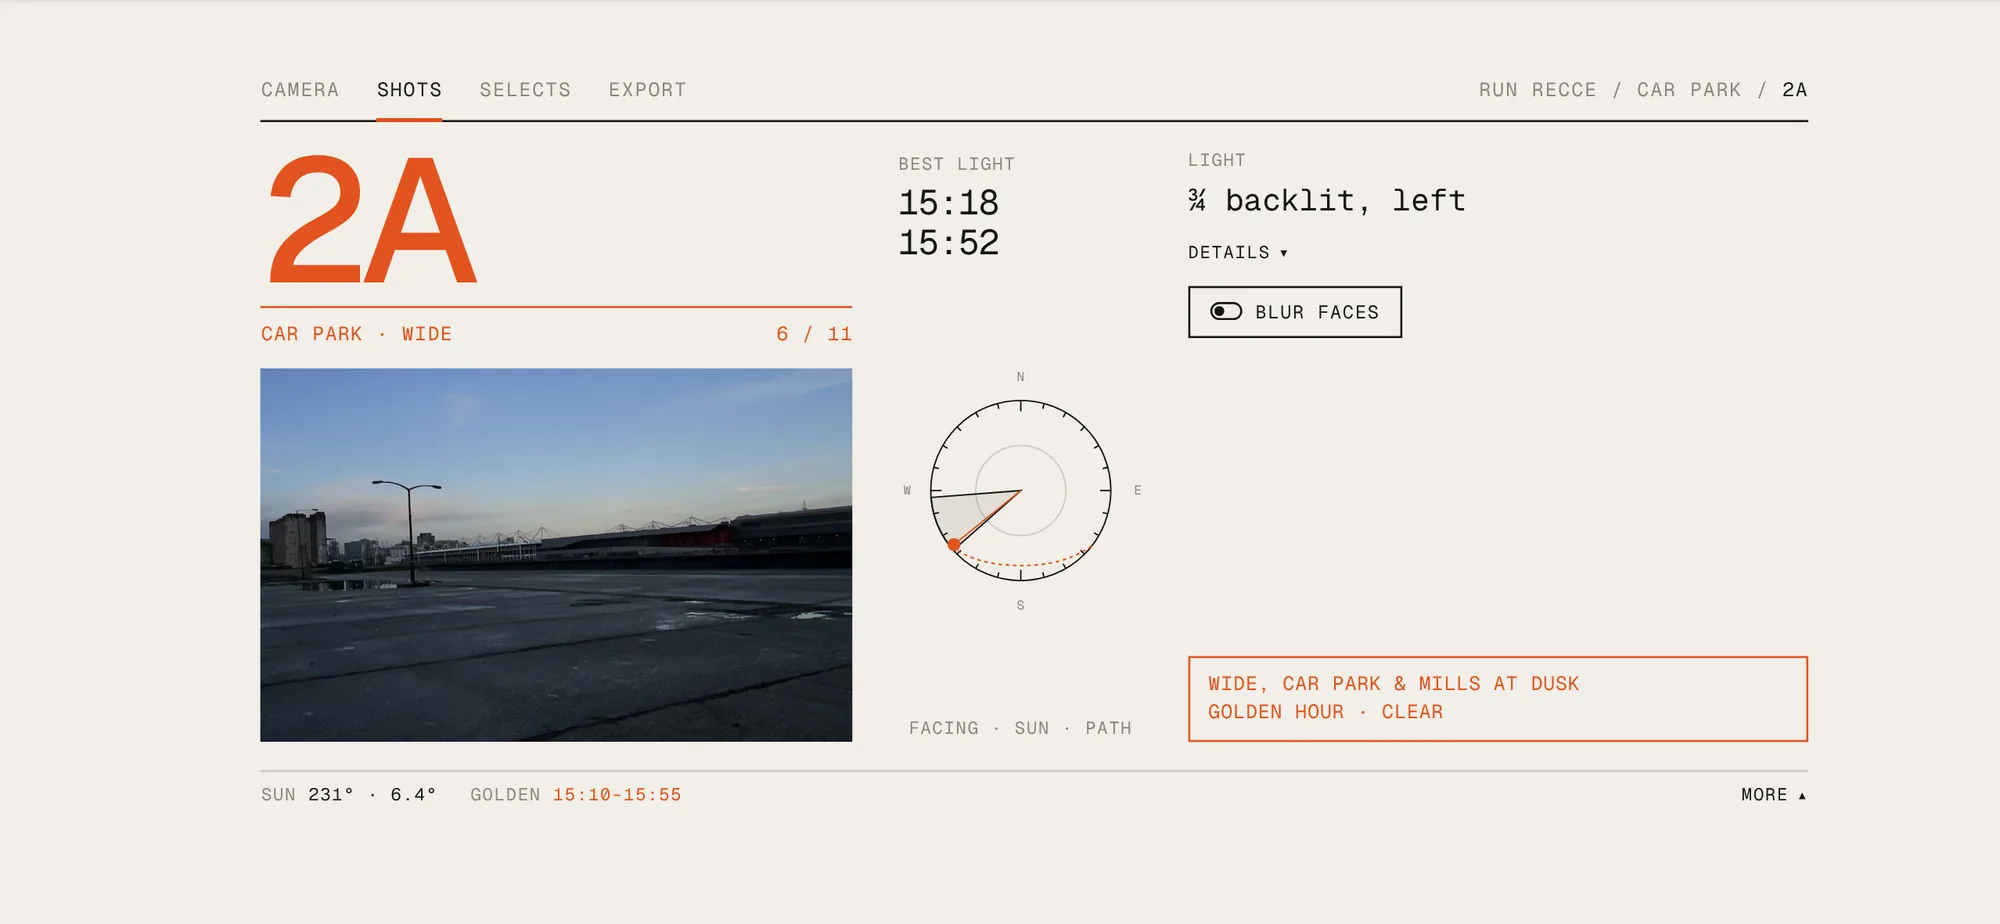 CAMERA SHOTS SELECTS EXPORT
RUN RECCE / CAR PARK / 2A
2A
CAR PARK · WIDE
6 / 11
BEST LIGHT
15:18
15:52
N
W
E
S
FACING · SUN · PATH
LIGHT
¾ backlit, left
DETAILS ▾
BLUR FACES
WIDE, CAR PARK & MILLS AT DUSK
GOLDEN HOUR · CLEAR
SUN 231° · 6.4° GOLDEN 15:10–15:55
MORE ▴